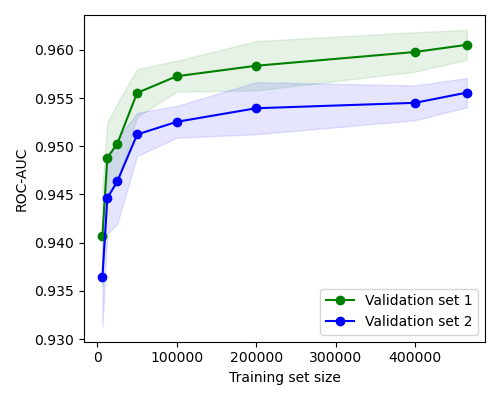 0.960
0.955
0.950
0.945
0.940
0.935
0.930
ROC-AUC
0 100000 200000 300000 400000
Training set size
Validation set 1
Validation set 2